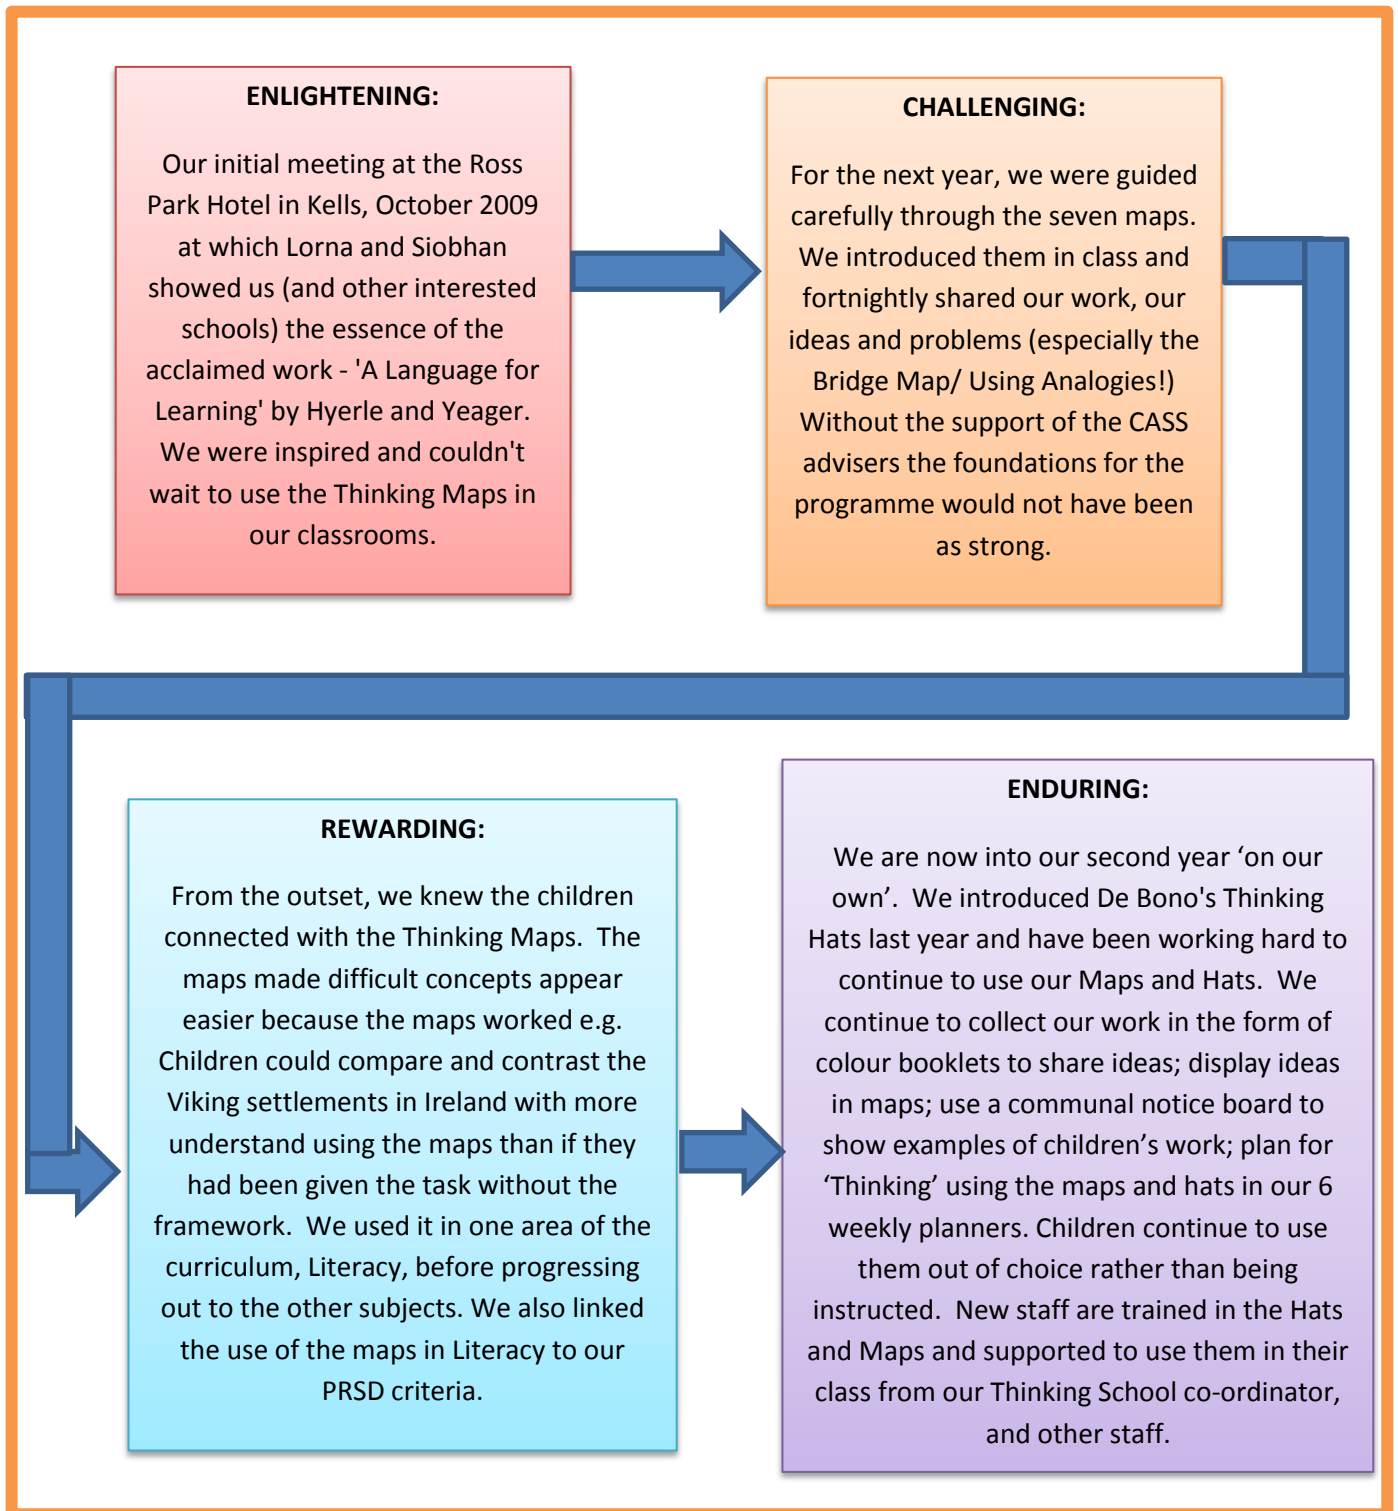 ENLIGHTENING:
Our initial meeting at the Ross
Park Hotel in Kells, October 2009
at which Lorna and Siobhan
showed us (and other interested
schools) the essence of the
acclaimed work - 'A Language for
Learning' by Hyerle and Yeager.
We were inspired and couldn't
wait to use the Thinking Maps in
our classrooms.
CHALLENGING:
For the next year, we were guided
carefully through the seven maps.
We introduced them in class and
fortnightly shared our work, our
ideas and problems (especially the
Bridge Map/ Using Analogies!)
Without the support of the CASS
advisers the foundations for the
programme would not have been
as strong.
REWARDING:
From the outset, we knew the children
connected with the Thinking Maps.  The
maps made difficult concepts appear
easier because the maps worked e.g.
Children could compare and contrast the
Viking settlements in Ireland with more
understand using the maps than if they
had been given the task without the
framework.  We used it in one area of the
curriculum, Literacy, before progressing
out to the other subjects. We also linked
the use of the maps in Literacy to our
PRSD criteria.
ENDURING:
We are now into our second year ‘on our
own’.  We introduced De Bono's Thinking
Hats last year and have been working hard to
continue to use our Maps and Hats.  We
continue to collect our work in the form of
colour booklets to share ideas; display ideas
in maps; use a communal notice board to
show examples of children’s work; plan for
‘Thinking’ using the maps and hats in our 6
weekly planners. Children continue to use
them out of choice rather than being
instructed.  New staff are trained in the Hats
and Maps and supported to use them in their
class from our Thinking School co-ordinator,
and other staff.